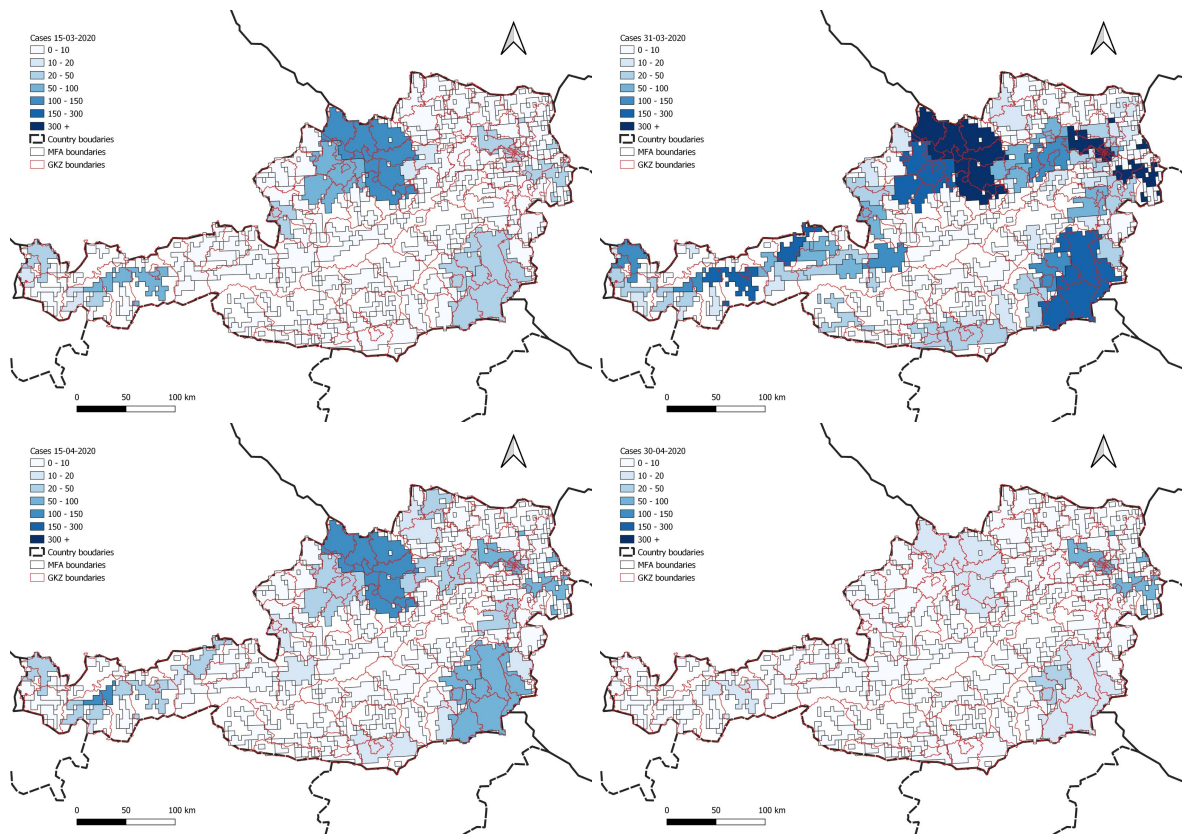 Cases 15-03-2020
0 - 10
10 - 20
20 - 50
50 - 100
100 - 150
150 - 300
300 +
Country boudaries
MFA boundaries
GKZ boundaries
0 50 100 km
Cases 31-03-2020
0 - 10
10 - 20
20 - 50
50 - 100
100 - 150
150 - 300
300 +
Country boudaries
MFA boundaries
GKZ boundaries
0 50 100 km
Cases 15-04-2020
0 - 10
10 - 20
20 - 50
50 - 100
100 - 150
150 - 300
300 +
Country boudaries
MFA boundaries
GKZ boundaries
0 50 100 km
Cases 30-04-2020
0 - 10
10 - 20
20 - 50
50 - 100
100 - 150
150 - 300
300 +
Country boudaries
MFA boundaries
GKZ boundaries
0 50 100 km